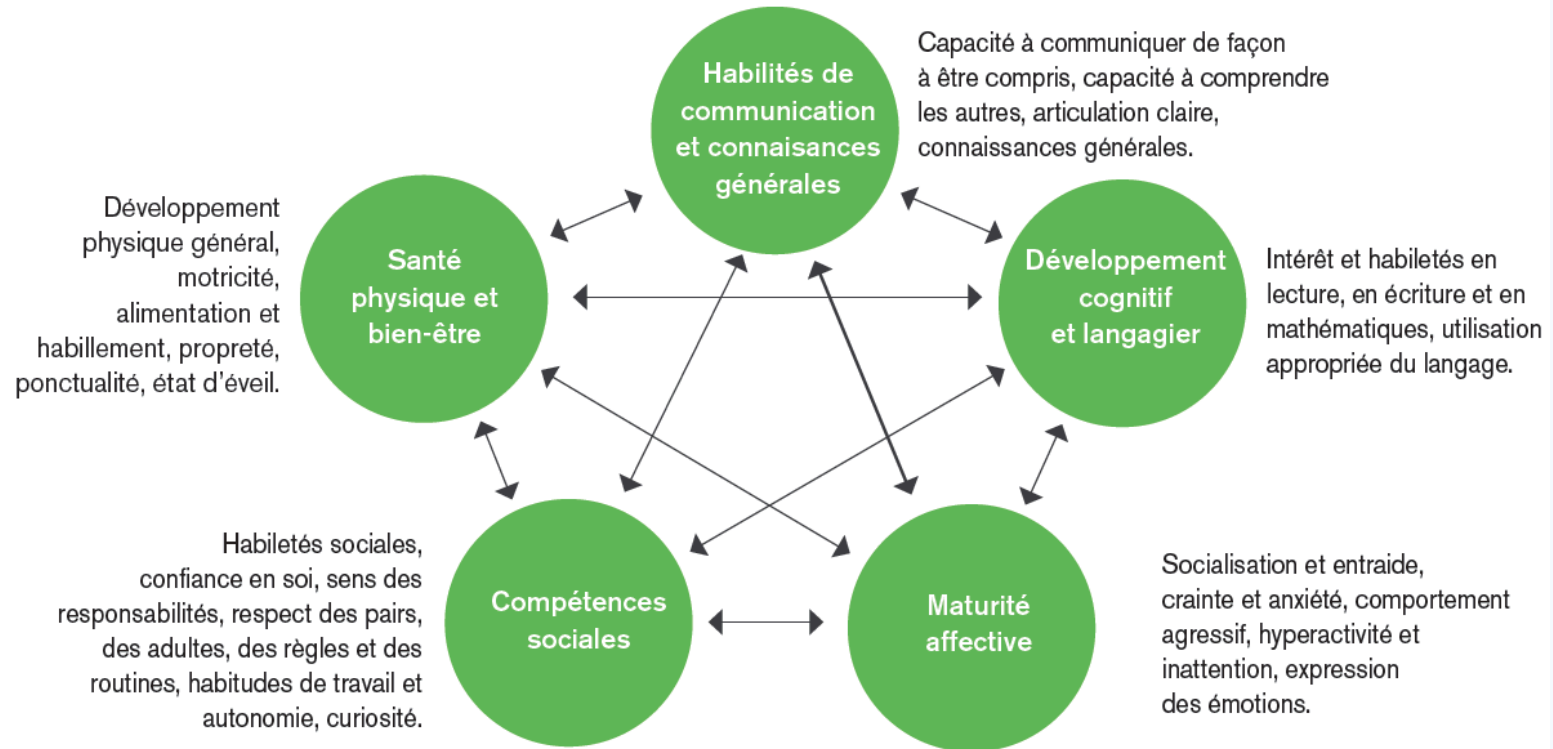 Habilités de
communication
et connaisances
générales
Capacité à communiquer de façon
à être compris, capacité à comprendre
les autres, articulation claire,
connaissances générales.
Développement
physique général,
motricité,
alimentation et
habillement, propreté,
ponctualité, état d’éveil.
Santé
physique et
bien-être
Développement
cognitif
et langagier
Intérêt et habiletés en
lecture, en écriture et en
mathématiques, utilisation
appropriée du langage.
Habiletés sociales,
confiance en soi, sens des
responsabilités, respect des pairs,
des adultes, des règles et des
routines, habitudes de travail et
autonomie, curiosité.
Compétences
sociales
Maturité
affective
Socialisation et entraide,
crainte et anxiété, comportement
agressif, hyperactivité et
inattention, expression
des émotions.